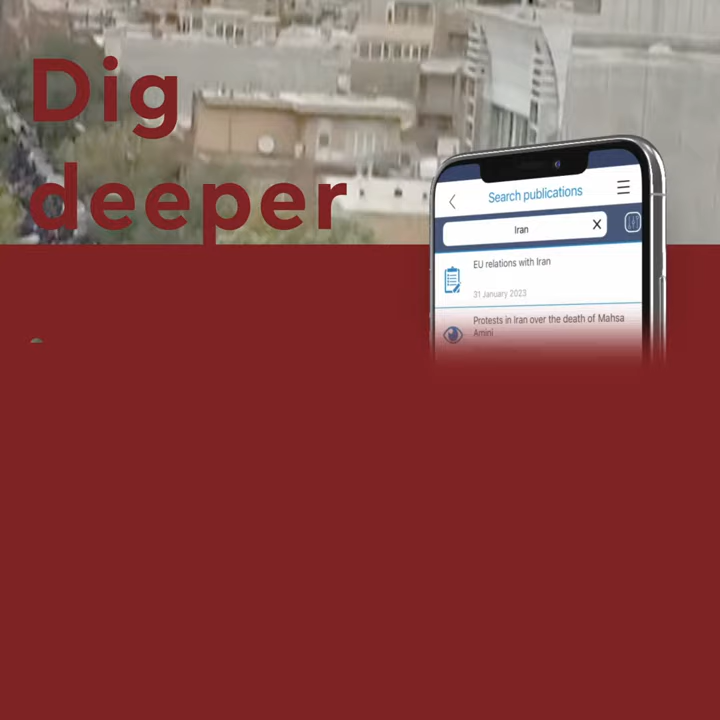 Dig
deeper
Search publications
Iran
EU relations with Iran
31 January 2023
Protests in Iran over the death of Mahsa
Amini